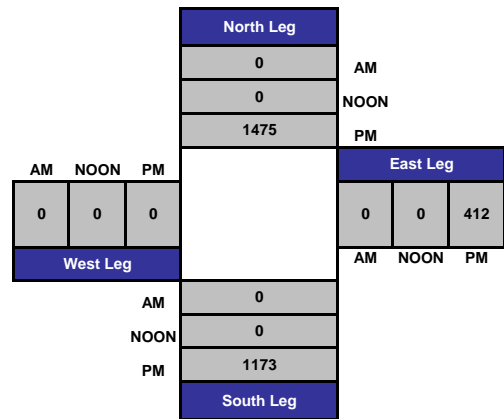 North Leg
0
AM
0
NOON
1475
PM
AM NOON PM
East Leg
0 0 0
0 0 412
West Leg
AM NOON PM
AM
0
NOON
0
PM
1173
South Leg